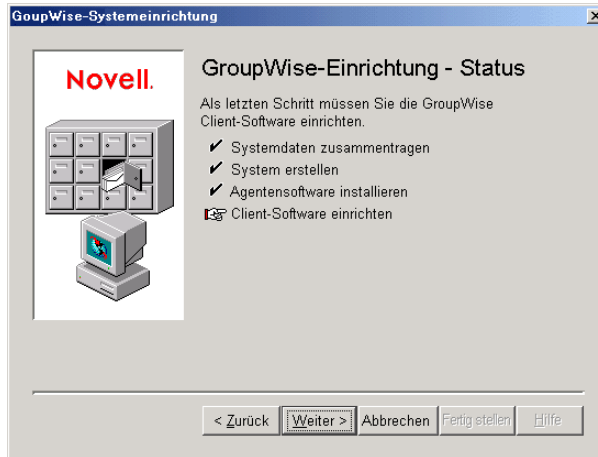 GoupWise-Systemeinrichtung
Novell.
GroupWise-Einrichtung - Status
Als letzten Schritt müssen Sie die GroupWise
Client-Software einrichten.
Systemdaten zusammentragen
System erstellen
Agentensoftware installieren
Client-Software einrichten
< Zurück
Weiter >
Abbrechen
Fertig stellen
Hilfe